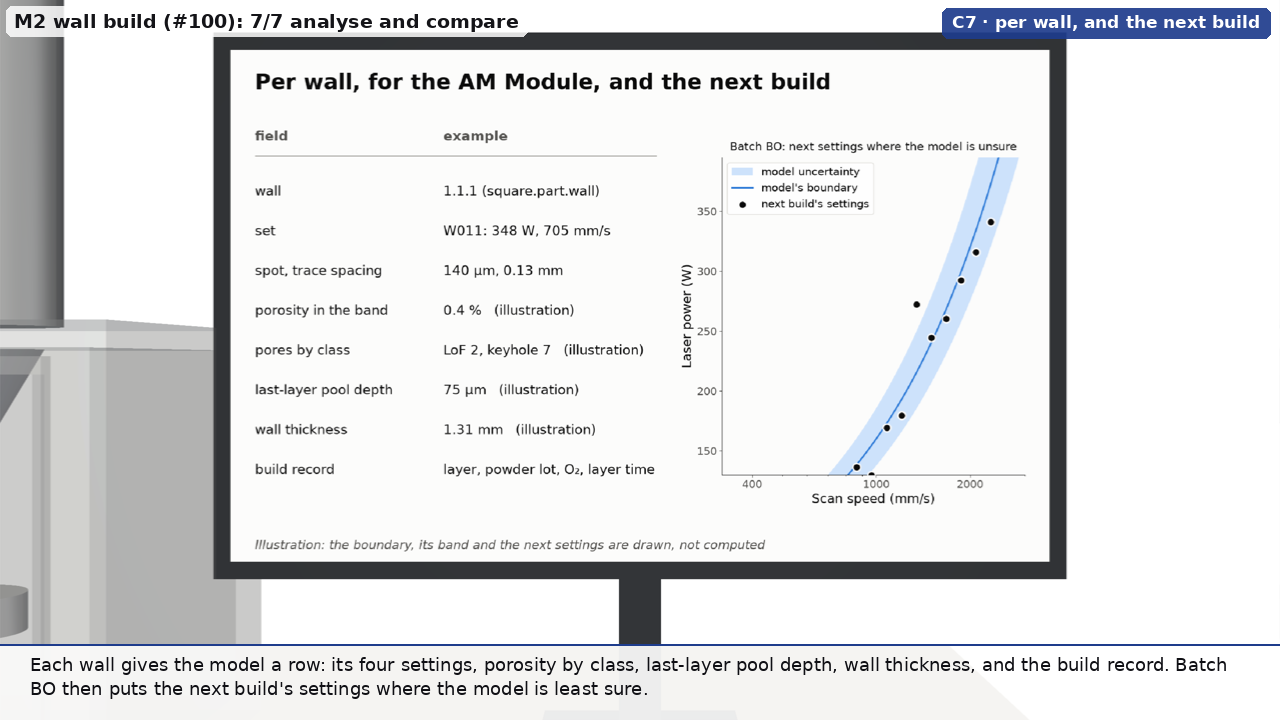 M2 wall build (#100): 7/7 analyse and compare
C7 · per wall, and the next build
Per wall, for the AM Module, and the next build
field example
wall 1.1.1 (square.part.wall)
set W011: 348 W, 705 mm/s
spot, trace spacing 140 µm, 0.13 mm
porosity in the band 0.4 % (illustration)
pores by class LoF 2, keyhole 7 (illustration)
last-layer pool depth 75 µm (illustration)
wall thickness 1.31 mm (illustration)
build record layer, powder lot, O₂, layer time
Batch BO: next settings where the model is unsure
model uncertainty
model's boundary
next build's settings
Laser power (W)
350
300
250
200
150
400 1000 2000
Scan speed (mm/s)
Illustration: the boundary, its band and the next settings are drawn, not computed
Each wall gives the model a row: its four settings, porosity by class, last-layer pool depth, wall thickness, and the build record. Batch
BO then puts the next build's settings where the model is least sure.